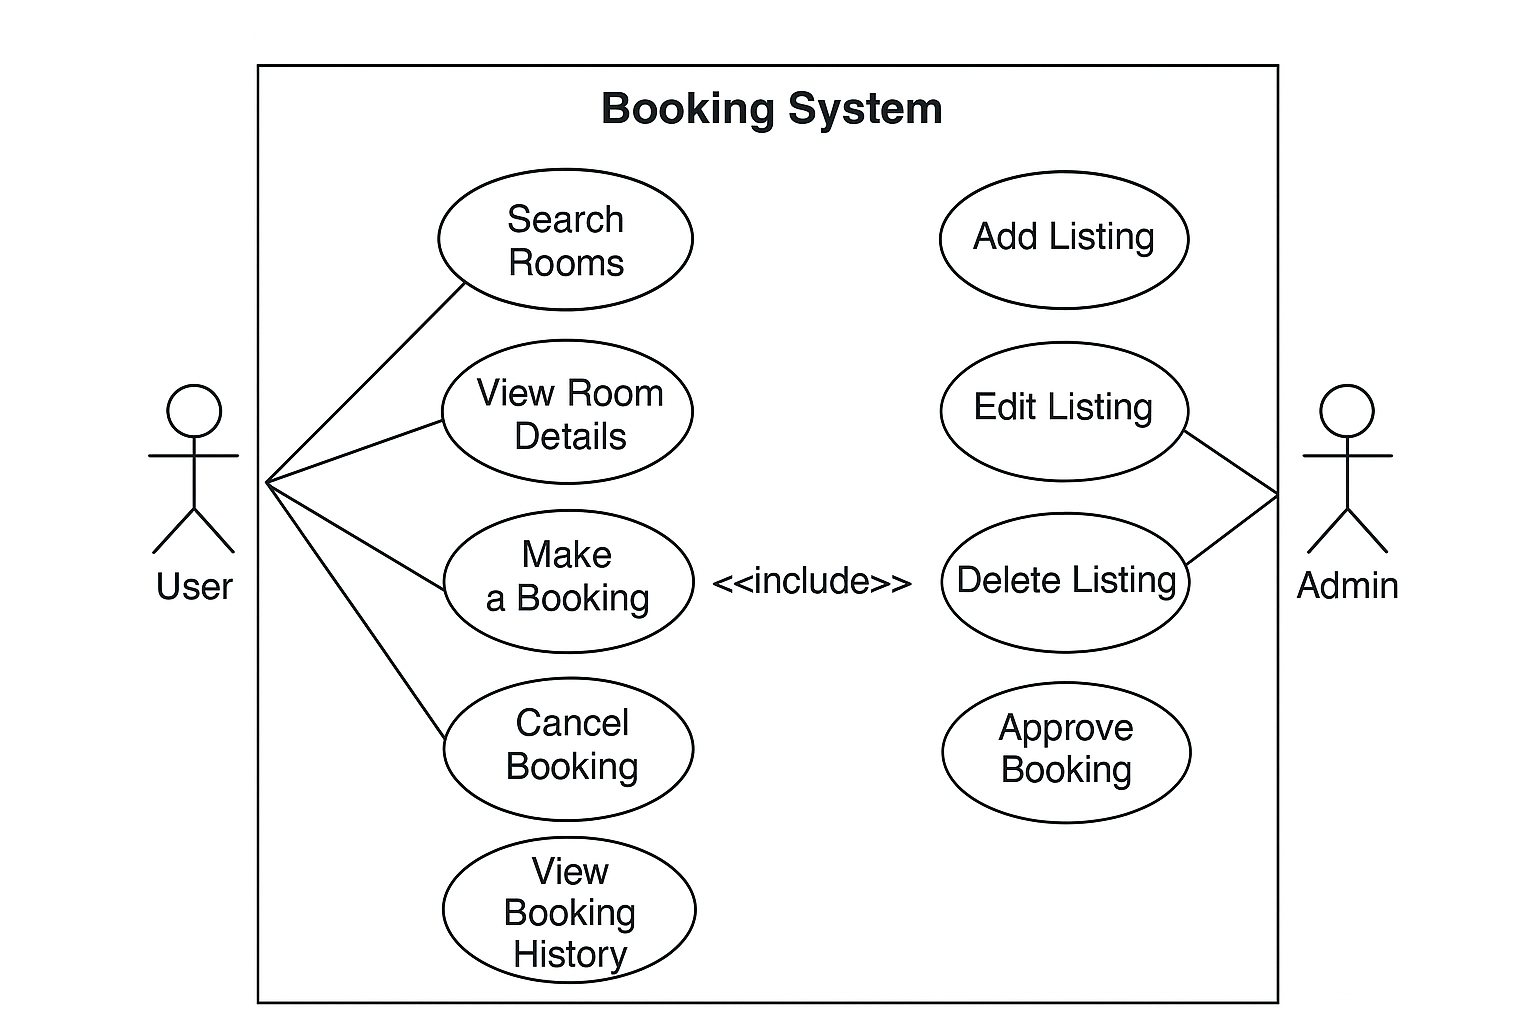 Booking System
Search
Rooms
View Room
Details
Make
a Booking
<<include>>
Cancel
Booking
View
Booking
History
Add Listing
Edit Listing
Delete Listing
Approve
Booking
User
Admin